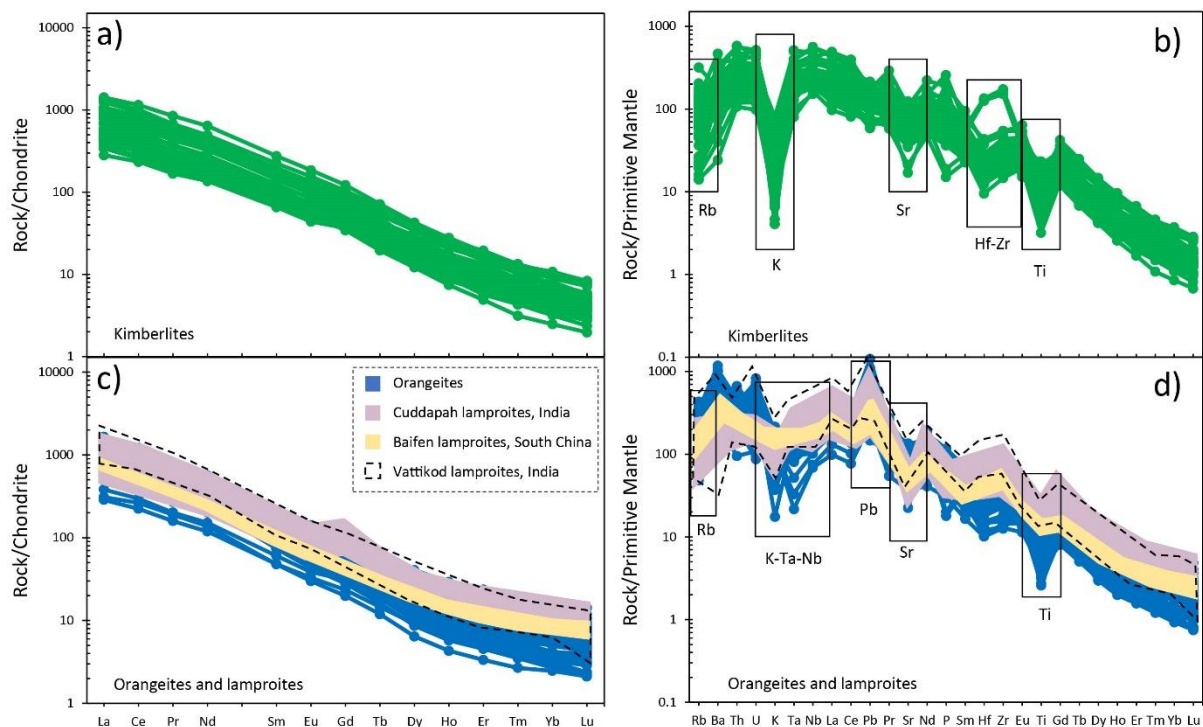 a)
10000
1000
100
10
1
Rock/Chondrite
Kimberlites
b)
1000
100
10
1
0.1
Rock/Primitive Mantle
Rb
K
Sr
Hf-Zr
Ti
Kimberlites
c)
10000
1000
100
10
1
Rock/Chondrite
Orangeites
Cuddapah lamproites, India
Baifen lamproites, South China
Vattikod lamproites, India
Orangeites and lamproites
La Ce Pr Nd Sm Eu Gd Tb Dy Ho Er Tm Yb Lu
d)
1000
100
10
1
0.1
Rock/Primitive Mantle
Rb
K-Ta-Nb
Pb
Sr
Ti
Orangeites and lamproites
Rb Ba Th U K Ta Nb La Ce Pb Pr Sr Nd P Sm Hf Zr Eu Ti Gd Tb Dy Ho Er Tm Yb Lu